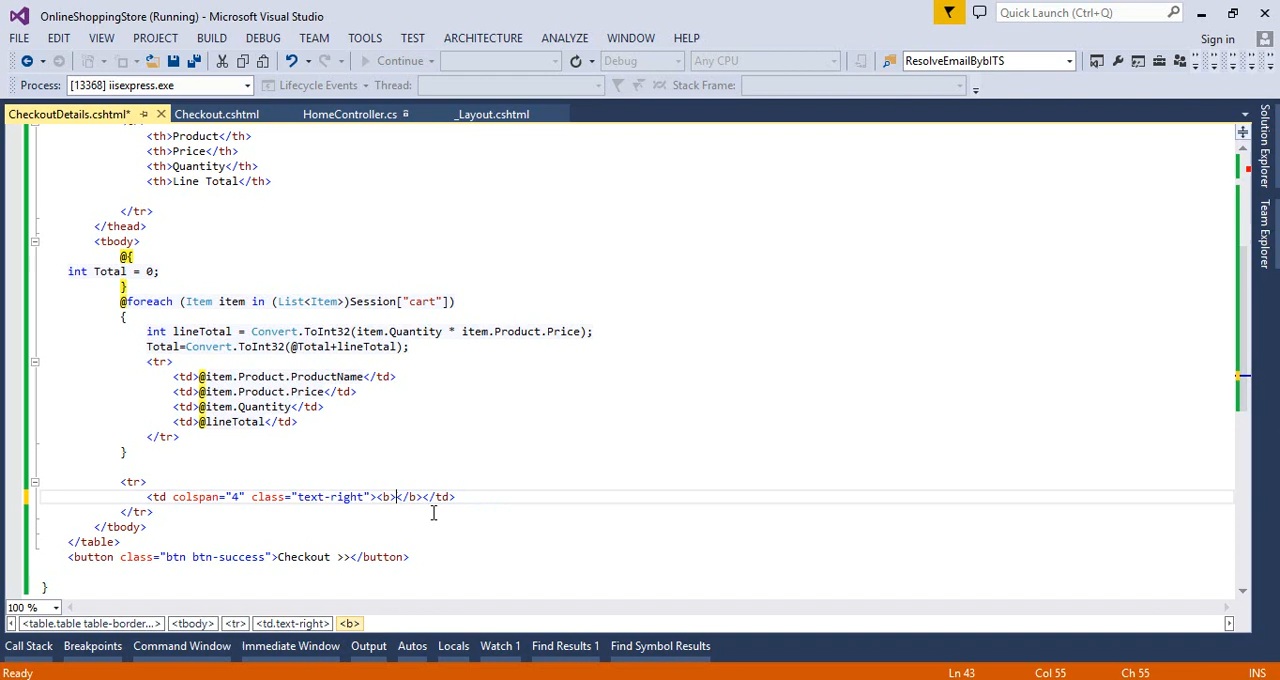 OnlineShoppingStore (Running) - Microsoft Visual Studio
Quick Launch (Ctrl+Q)
FILE EDIT VIEW PROJECT BUILD DEBUG TEAM TOOLS TEST ARCHITECTURE ANALYZE WINDOW HELP
Sign in
Continue Debug Any CPU ResolveEmailBybITS
Process: [13368] iisexpress.exe Lifecycle Events Thread: Stack Frame:
CheckoutDetails.cshtml* Checkout.cshtml HomeController.cs _Layout.cshtml
Solution Explorer
Team Explorer
<th>Product</th>
<th>Price</th>
<th>Quantity</th>
<th>Line Total</th>
</tr>
</thead>
<tbody>
@{
int Total = 0;
}
@foreach (Item item in (List<Item>)Session["cart"])
{
int lineTotal = Convert.ToInt32(item.Quantity * item.Product.Price);
Total=Convert.ToInt32(@Total+lineTotal);
<tr>
<td>@item.Product.ProductName</td>
<td>@item.Product.Price</td>
<td>@item.Quantity</td>
<td>@lineTotal</td>
</tr>
}
<tr>
<td colspan="4" class="text-right"><b></b></td>
</tr>
</tbody>
</table>
<button class="btn btn-success">Checkout >></button>
}
100 %
<table.table table-border...> <tbody> <tr> <td.text-right> <b>
Call Stack Breakpoints Command Window Immediate Window Output Autos Locals Watch 1 Find Results 1 Find Symbol Results
Ready Ln 43 Col 55 Ch 55 INS